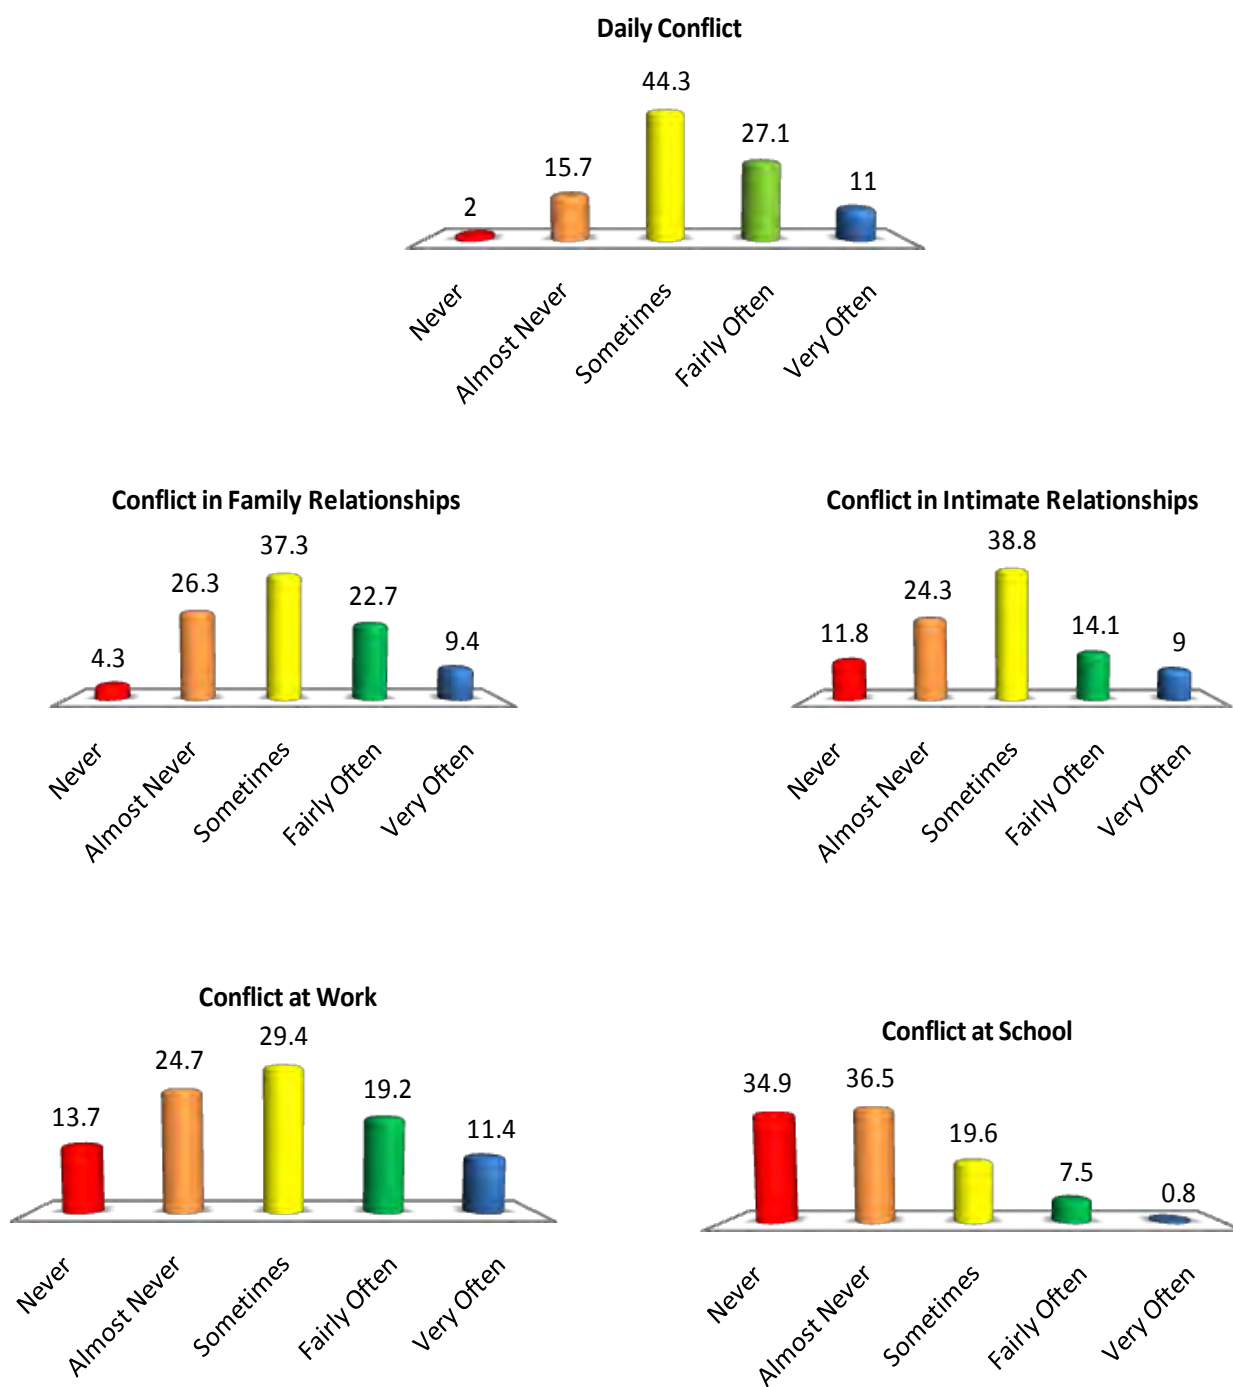 Daily Conflict
44.3
27.1
15.7
11
2
Never
Almost Never
Sometimes
Fairly Often
Very Often
Conflict in Family Relationships
37.3
26.3
22.7
9.4
4.3
Never
Almost Never
Sometimes
Fairly Often
Very Often
Conflict in Intimate Relationships
38.8
24.3
14.1
11.8
9
Never
Almost Never
Sometimes
Fairly Often
Very Often
Conflict at Work
29.4
24.7
19.2
13.7
11.4
Never
Almost Never
Sometimes
Fairly Often
Very Often
Conflict at School
34.9
36.5
19.6
7.5
0.8
Never
Almost Never
Sometimes
Fairly Often
Very Often